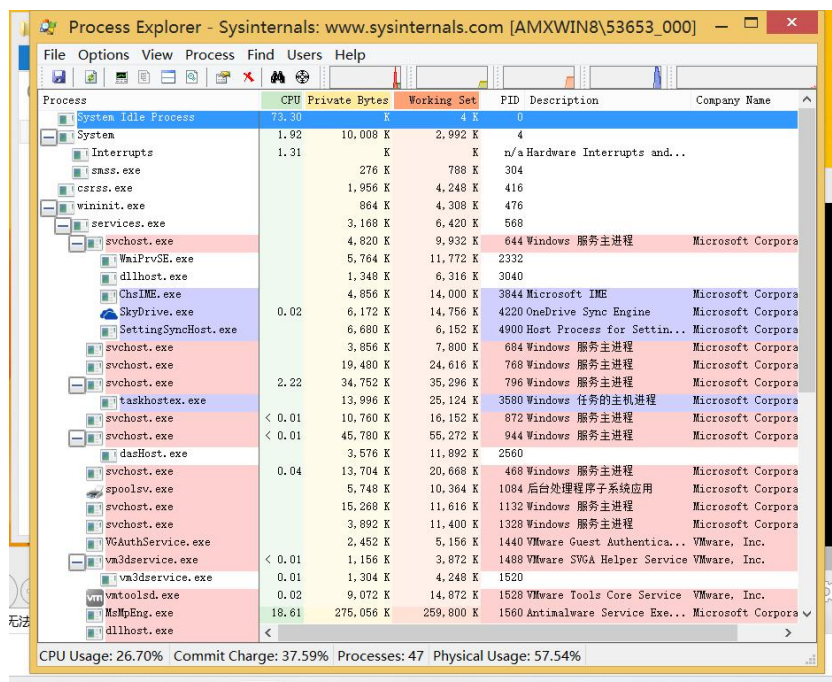 Process Explorer - Sysinternals: www.sysinternals.com [AMXWIN8\53653_000]
File Options View Process Find Users Help
Process CPU Private Bytes Working Set PID Description Company Name
System Idle Process 73.30 K 4 K 0
System 1.92 10,008 K 2,992 K 4
Interrupts 1.31 K K n/a Hardware Interrupts and...
smss.exe 276 K 788 K 304
csrss.exe 1,956 K 4,248 K 416
wininit.exe 864 K 4,308 K 476
services.exe 3,168 K 6,420 K 568
svchost.exe 4,820 K 9,932 K 644 Windows 服务主进程 Microsoft Corpora
WmiPrvSE.exe 5,764 K 11,772 K 2332
dllhost.exe 1,348 K 6,316 K 3040
ChsIME.exe 4,856 K 14,000 K 3844 Microsoft IME Microsoft Corpora
SkyDrive.exe 0.02 6,172 K 14,756 K 4220 OneDrive Sync Engine Microsoft Corpora
SettingSyncHost.exe 6,680 K 6,152 K 4900 Host Process for Settin... Microsoft Corpora
svchost.exe 3,856 K 7,800 K 684 Windows 服务主进程 Microsoft Corpora
svchost.exe 19,480 K 24,616 K 768 Windows 服务主进程 Microsoft Corpora
svchost.exe 2.22 34,752 K 35,296 K 796 Windows 服务主进程 Microsoft Corpora
taskhostex.exe 13,996 K 25,124 K 3580 Windows 任务的主机进程 Microsoft Corpora
svchost.exe < 0.01 10,760 K 16,152 K 872 Windows 服务主进程 Microsoft Corpora
svchost.exe < 0.01 45,780 K 55,272 K 944 Windows 服务主进程 Microsoft Corpora
dasHost.exe 3,576 K 11,892 K 2560
svchost.exe 0.04 13,704 K 20,668 K 468 Windows 服务主进程 Microsoft Corpora
spoolsv.exe 5,748 K 10,364 K 1084 后台处理程序子系统应用 Microsoft Corpora
svchost.exe 15,268 K 11,616 K 1132 Windows 服务主进程 Microsoft Corpora
svchost.exe 3,892 K 11,400 K 1328 Windows 服务主进程 Microsoft Corpora
VGAuthService.exe 2,452 K 5,156 K 1440 VMware Guest Authentica... VMware, Inc.
vm3dservice.exe < 0.01 1,156 K 3,872 K 1488 VMware SVGA Helper Service VMware, Inc.
vm3dservice.exe 0.01 1,304 K 4,248 K 1520
vmtoolsd.exe 0.02 9,072 K 14,872 K 1528 VMware Tools Core Service VMware, Inc.
MsMpEng.exe 18.61 275,056 K 259,800 K 1560 Antimalware Service Exe... Microsoft Corpora
无法
dllhost.exe
CPU Usage: 26.70% Commit Charge: 37.59% Processes: 47 Physical Usage: 57.54%